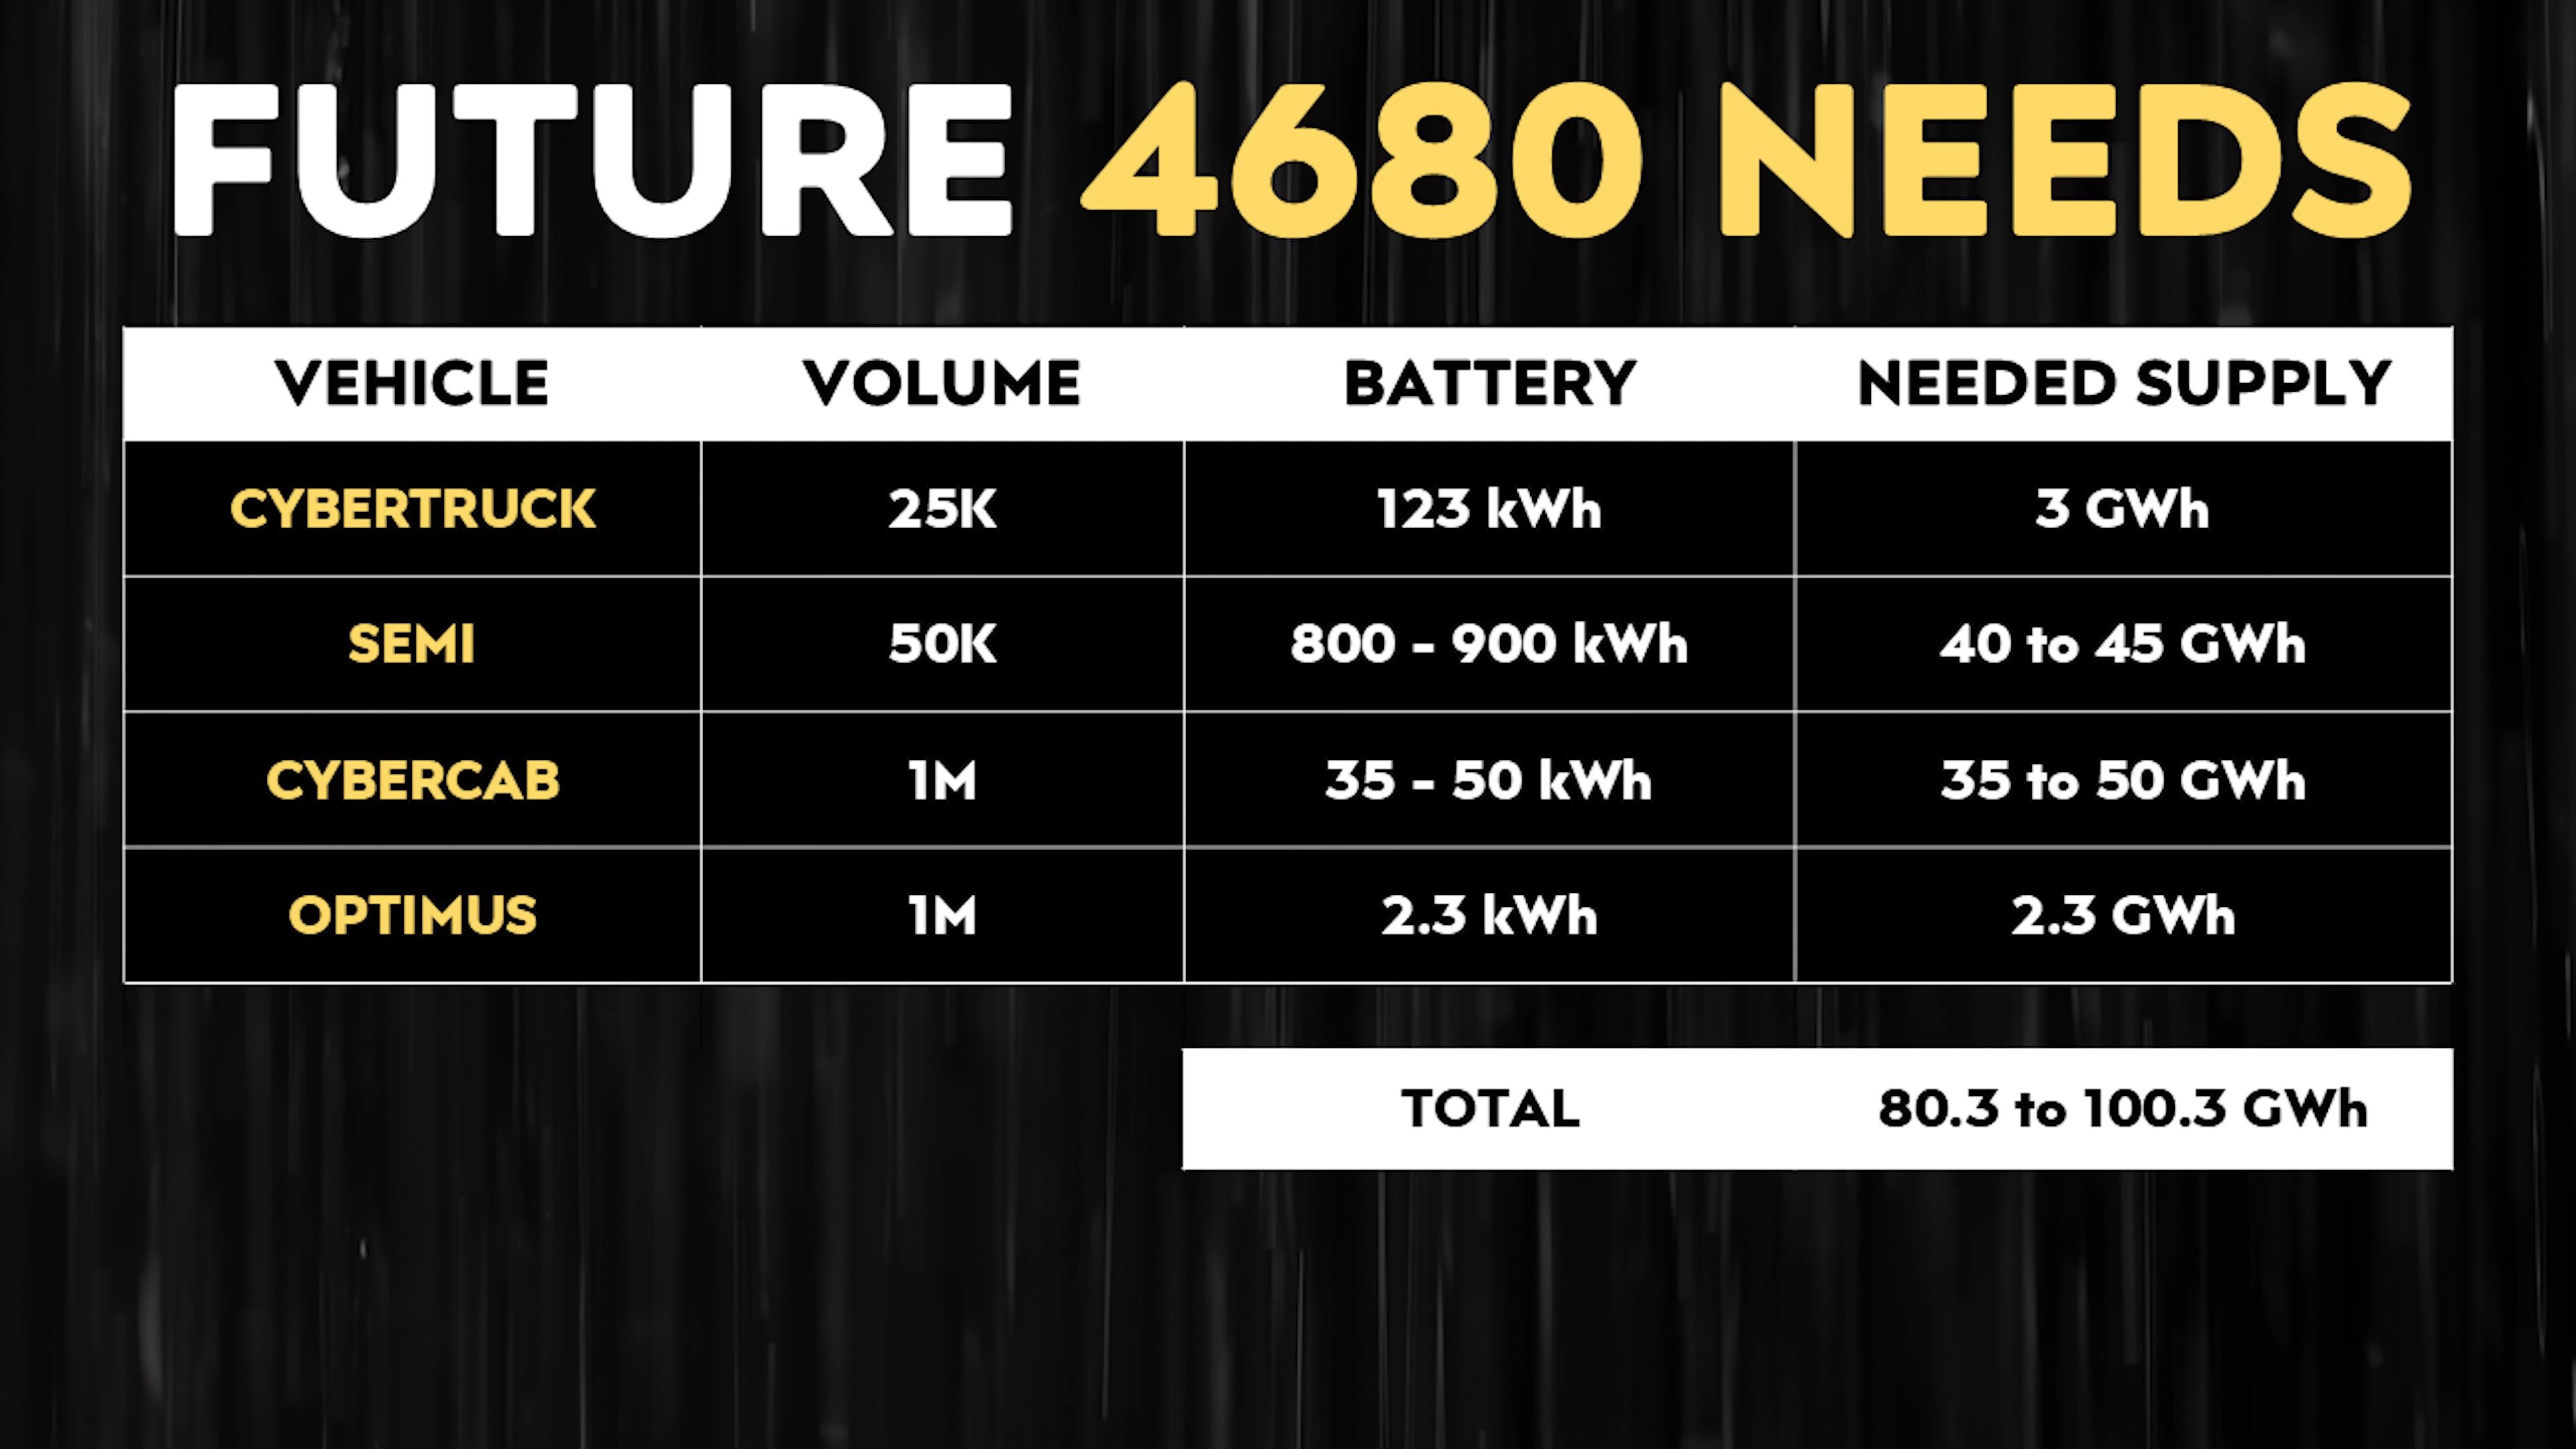 FUTURE 4680 NEEDS
VEHICLE VOLUME BATTERY NEEDED SUPPLY
CYBERTRUCK 25K 123 kWh 3 GWh
SEMI 50K 800 - 900 kWh 40 to 45 GWh
CYBERCAB 1M 35 - 50 kWh 35 to 50 GWh
OPTIMUS 1M 2.3 kWh 2.3 GWh
TOTAL 80.3 to 100.3 GWh